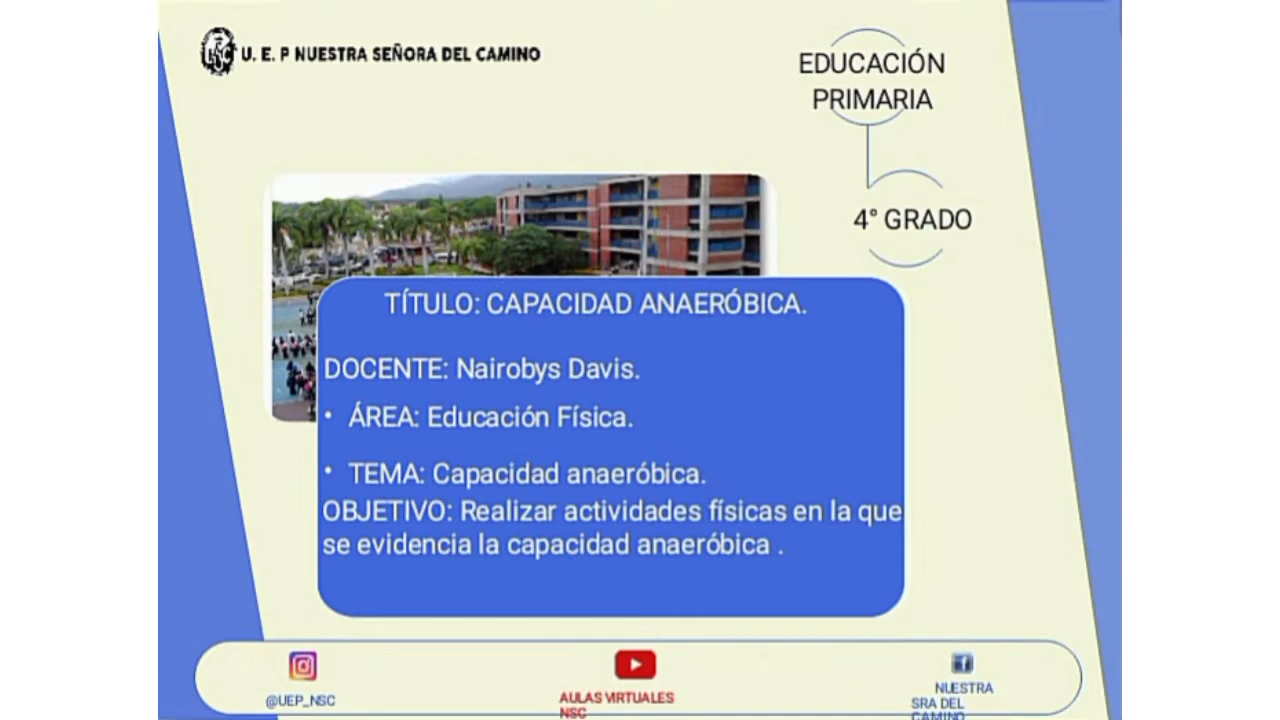 U. E. P NUESTRA SEÑORA DEL CAMINO
EDUCACIÓN
PRIMARIA
4° GRADO
TÍTULO: CAPACIDAD ANAERÓBICA.
DOCENTE: Nairobys Davis.
• ÁREA: Educación Física.
• TEMA: Capacidad anaeróbica.
OBJETIVO: Realizar actividades físicas en la que
se evidencia la capacidad anaeróbica .
@UEP_NSC
AULAS VIRTUALES
NSC
NUESTRA
SRA DEL
CAMINO